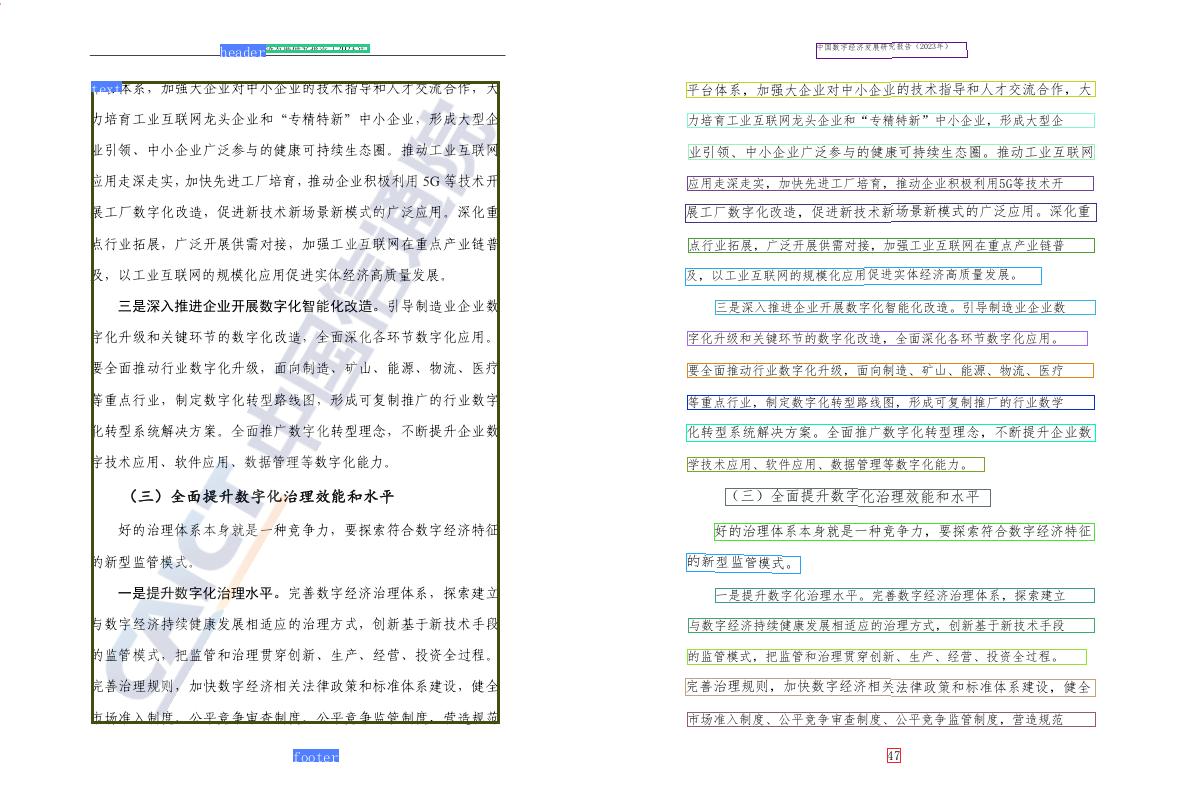 header
text体系，加强大企业对中小企业的技术指导和人才交流合作，大
力培育工业互联网龙头企业和“专精特新”中小企业，形成大型企
业引领、中小企业广泛参与的健康可持续生态圈。推动工业互联网
应用走深走实，加快先进工厂培育，推动企业积极利用 5G 等技术开
展工厂数字化改造，促进新技术新场景新模式的广泛应用。深化重
点行业拓展，广泛开展供需对接，加强工业互联网在重点产业链普
及，以工业互联网的规模化应用促进实体经济高质量发展。
三是深入推进企业开展数字化智能化改造。引导制造业企业数
字化升级和关键环节的数字化改造，全面深化各环节数字化应用。
要全面推动行业数字化升级，面向制造、矿山、能源、物流、医疗
等重点行业，制定数字化转型路线图，形成可复制推广的行业数字
化转型系统解决方案。全面推广数字化转型理念，不断提升企业数
字技术应用、软件应用、数据管理等数字化能力。
（三）全面提升数字化治理效能和水平
好的治理体系本身就是一种竞争力，要探索符合数字经济特征
的新型监管模式。
一是提升数字化治理水平。完善数字经济治理体系，探索建立
与数字经济持续健康发展相适应的治理方式，创新基于新技术手段
的监管模式，把监管和治理贯穿创新、生产、经营、投资全过程。
完善治理规则，加快数字经济相关法律政策和标准体系建设，健全
市场准入制度、公平竞争审查制度、公平竞争监管制度，营造规范
footer
CAICT 中国信通院
中国数字经济发展研究报告（2023年）
平台体系，加强大企业对中小企业的技术指导和人才交流合作，大
力培育工业互联网龙头企业和“专精特新”中小企业，形成大型企
业引领、中小企业广泛参与的健康可持续生态圈。推动工业互联网
应用走深走实，加快先进工厂培育，推动企业积极利用5G等技术开
展工厂数字化改造，促进新技术新场景新模式的广泛应用。深化重
点行业拓展，广泛开展供需对接，加强工业互联网在重点产业链普
及，以工业互联网的规模化应用促进实体经济高质量发展。
三是深入推进企业开展数字化智能化改造。引导制造业企业数
字化升级和关键环节的数字化改造，全面深化各环节数字化应用。
要全面推动行业数字化升级，面向制造、矿山、能源、物流、医疗
等重点行业，制定数字化转型路线图，形成可复制推厂的行业数学
化转型系统解决方案。全面推广数字化转型理念，不断提升企业数
学技术应用、软件应用、数据管理等数字化能力。
（三）全面提升数字化治理效能和水平
好的治理体系本身就是一种竞争力，要探索符合数字经济特征
的新型监管模式。
一是提升数字化治理水平。完善数字经济治理体系，探索建立
与数字经济持续健康发展相适应的治理方式，创新基于新技术手段
的监管模式，把监管和治理贯穿创新、生产、经营、投资全过程。
完善治理规则，加快数字经济相关法律政策和标准体系建设，健全
市场准入制度、公平竞争审查制度、公平竞争监管制度，营造规范
47